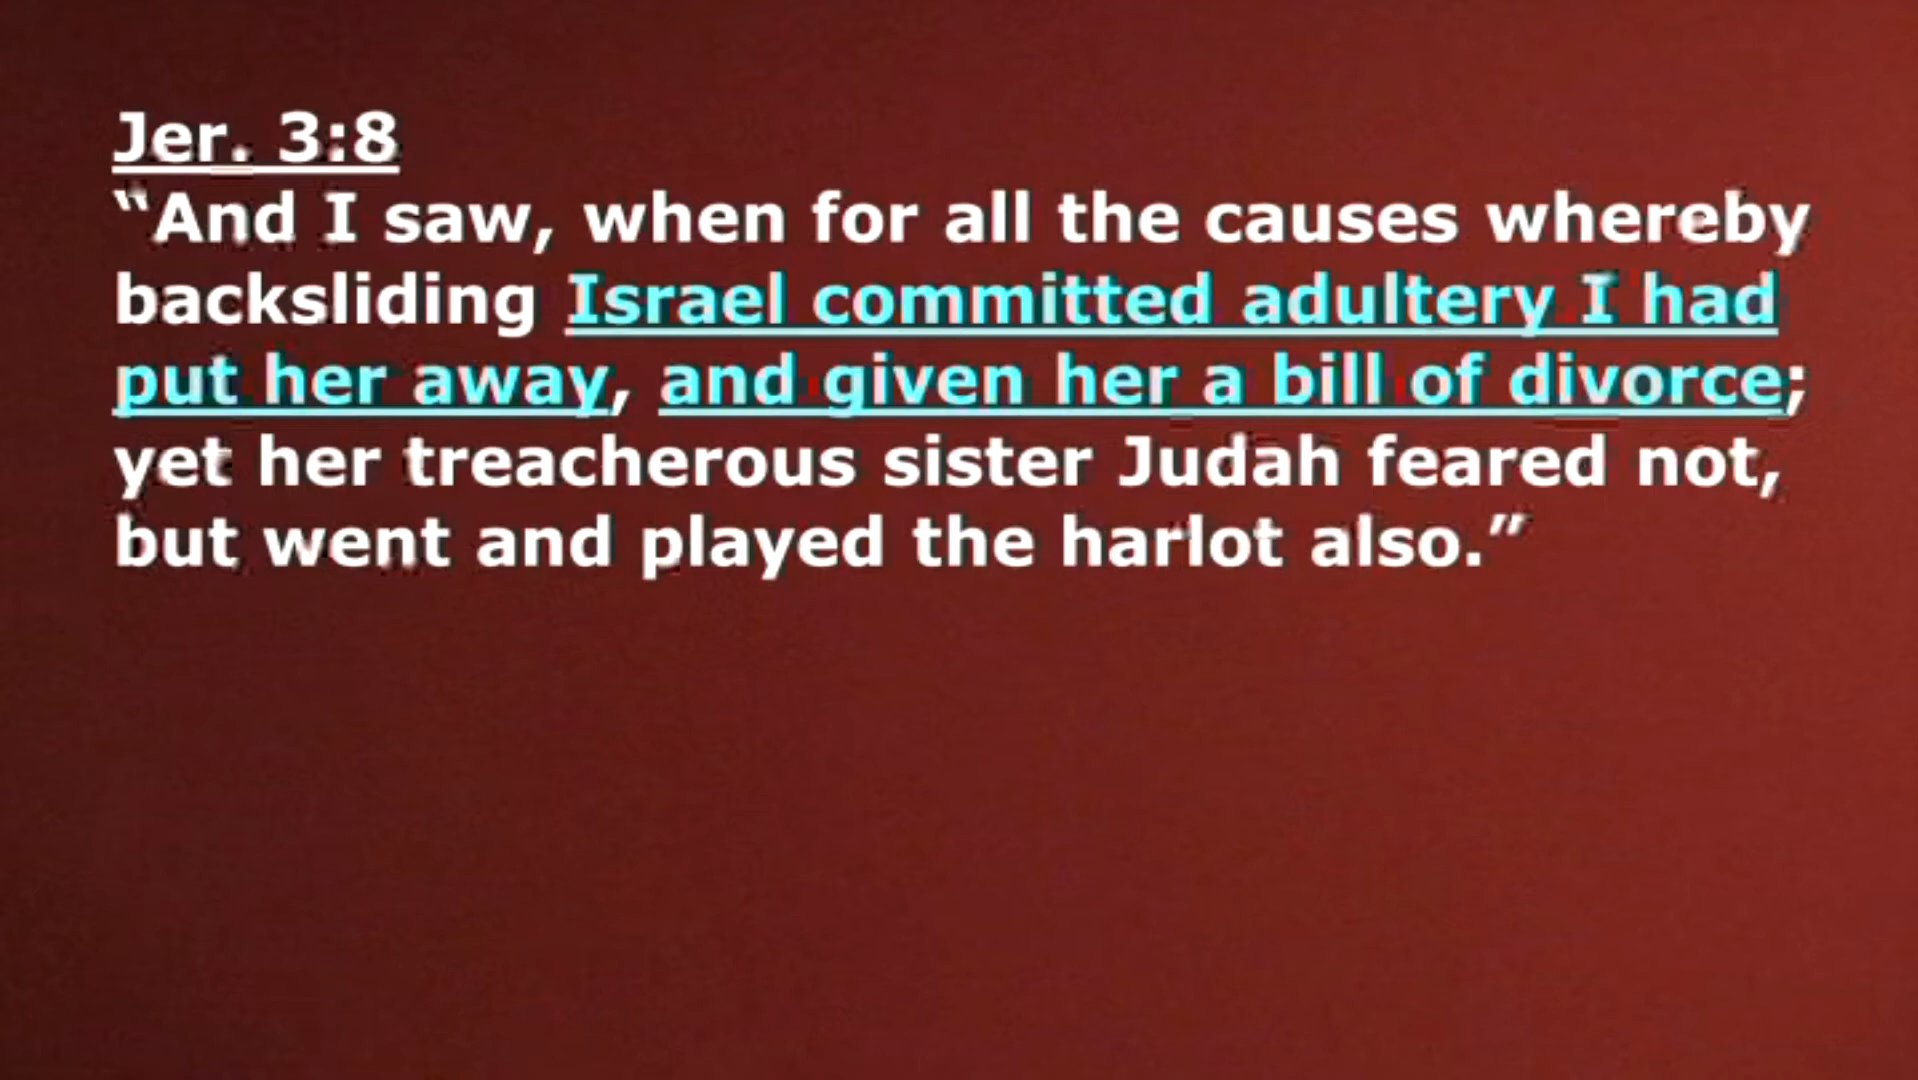 Jer. 3:8
“And I saw, when for all the causes whereby
backsliding Israel committed adultery I had
put her away, and given her a bill of divorce;
yet her treacherous sister Judah feared not,
but went and played the harlot also.”